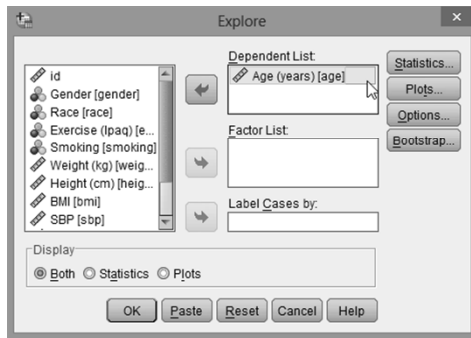 Explore
id
Gender [gender]
Race [race]
Exercise (Ipaq) [e...
Smoking [smoking]
Weight (kg) [weig...
Height (cm) [heig...
BMI [bmi]
SBP [sbp]
Dependent List:
Age (years) [age]
Factor List:
Label Cases by:
Statistics...
Plots...
Options...
Bootstrap...
Display
Both Statistics Plots
OK Paste Reset Cancel Help